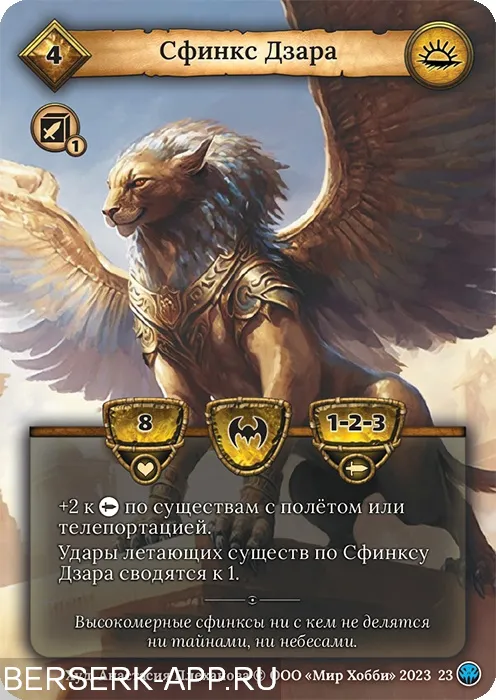 4
Сфинкс Дзара
1
8
1-2-3
+2 к по существам с полётом или
телепортацией.
Удары летающих существ по Сфинксу
Дзара сводятся к 1.
Высокомерные сфинксы ни с кем не делятся
ни тайнами, ни небесами.
© ООО «Мир Хобби» 2023 23
BERSERK-APP.RU